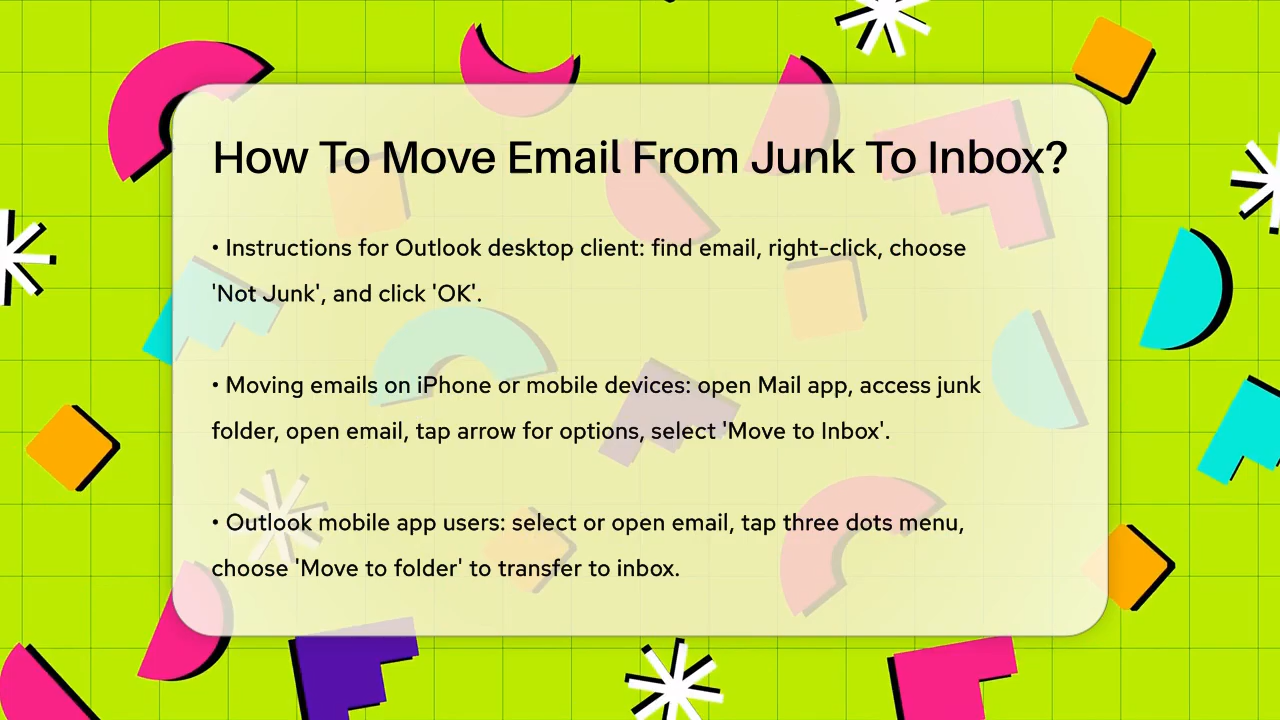 How To Move Email From Junk To Inbox?
• Instructions for Outlook desktop client: find email, right-click, choose
'Not Junk', and click 'OK'.
• Moving emails on iPhone or mobile devices: open Mail app, access junk
folder, open email, tap arrow for options, select 'Move to Inbox'.
• Outlook mobile app users: select or open email, tap three dots menu,
choose 'Move to folder' to transfer to inbox.